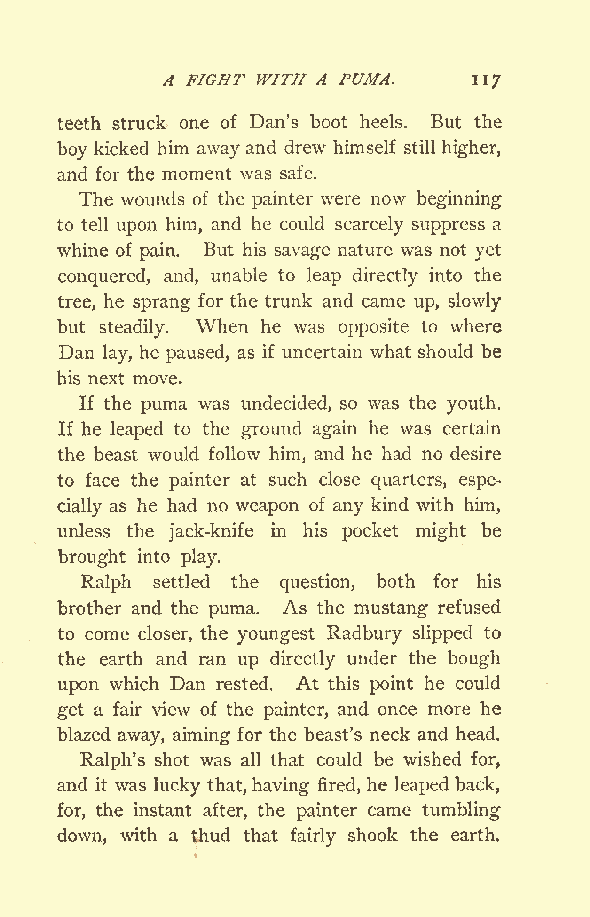 A FIGHT WITH A PUMA. 117
teeth struck one of Dan's boot heels. But the
boy kicked him away and drew himself still higher,
and for the moment was safe.
The wounds of the painter were now beginning
to tell upon him, and he could scarcely suppress a
whine of pain. But his savage nature was not yet
conquered, and, unable to leap directly into the
tree, he sprang for the trunk and came up, slowly
but steadily. When he was opposite to where
Dan lay, he paused, as if uncertain what should be
his next move.
If the puma was undecided, so was the youth.
If he leaped to the ground again he was certain
the beast would follow him, and he had no desire
to face the painter at such close quarters, espe-
cially as he had no weapon of any kind with him,
unless the jack-knife in his pocket might be
brought into play.
Ralph settled the question, both for his
brother and the puma. As the mustang refused
to come closer, the youngest Radbury slipped to
the earth and ran up directly under the bough
upon which Dan rested. At this point he could
get a fair view of the painter, and once more he
blazed away, aiming for the beast's neck and head.
Ralph's shot was all that could be wished for,
and it was lucky that, having fired, he leaped back,
for, the instant after, the painter came tumbling
down, with a thud that fairly shook the earth.